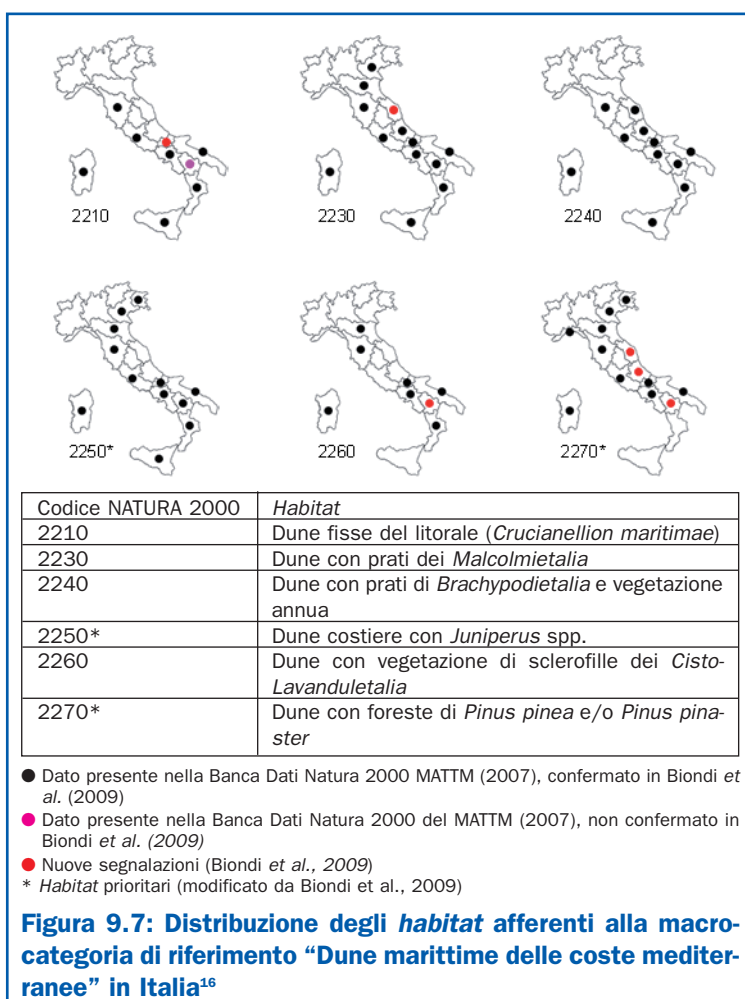 2210
2230
2240
2250*
2260
2270*
Codice NATURA 2000 Habitat
2210 Dune fisse del litorale (Crucianellion maritimae)
2230 Dune con prati dei Malcolmietalia
2240 Dune con prati di Brachypodietalia e vegetazione
annua
2250* Dune costiere con Juniperus spp.
2260 Dune con vegetazione di sclerofille dei Cisto-
Lavanduletalia
2270* Dune con foreste di Pinus pinea e/o Pinus pina-
ster
● Dato presente nella Banca Dati Natura 2000 MATTM (2007), confermato in Biondi et
al. (2009)
● Dato presente nella Banca Dati Natura 2000 del MATTM (2007), non confermato in
Biondi et al. (2009)
● Nuove segnalazioni (Biondi et al., 2009)
* Habitat prioritari (modificato da Biondi et al., 2009)
Figura 9.7: Distribuzione degli habitat afferenti alla macro-
categoria di riferimento “Dune marittime delle coste mediter-
ranee” in Italia¹⁶